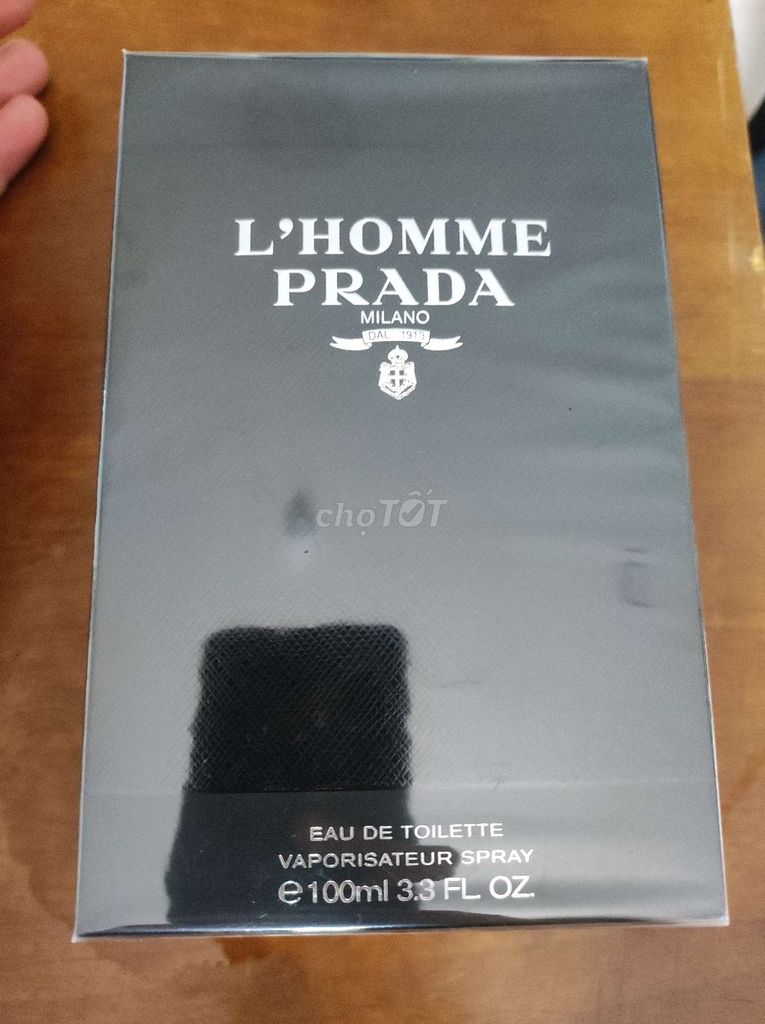 L'HOMME
PRADA
MILANO
DAL 1913
chợTỐT
EAU DE TOILETTE
VAPORISATEUR SPRAY
℮100ml 3.3 FL. OZ.